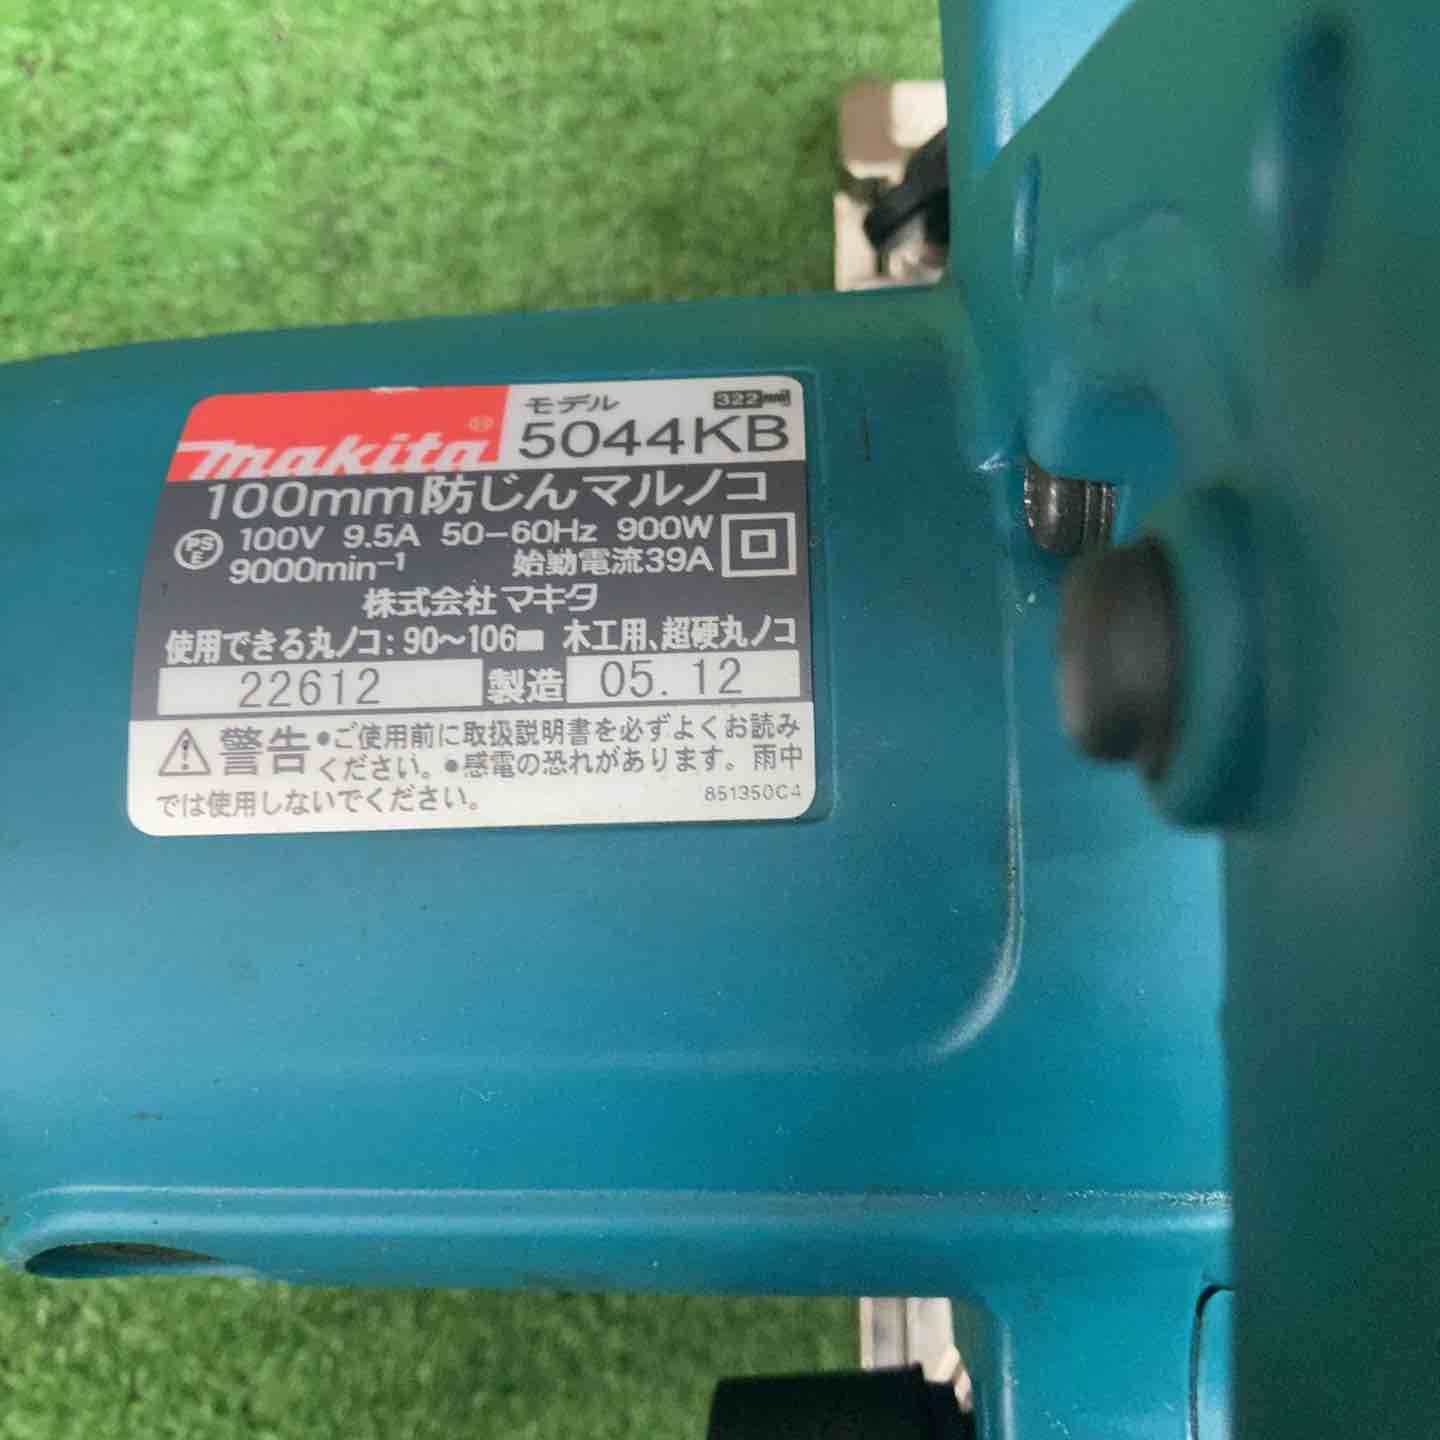 makita®
モデル 322
5044KB
100mm防じんマルノコ
PSE 100V 9.5A 50-60Hz 900W
9000min⁻¹ 始動電流39A
株式会社マキタ
使用できる丸ノコ:90〜106㎜ 木工用、超硬丸ノコ
22612 製造 05.12
警告 •ご使用前に取扱説明書を必ずよくお読み
ください。•感電の恐れがあります。雨中
では使用しないでください。 851350C4